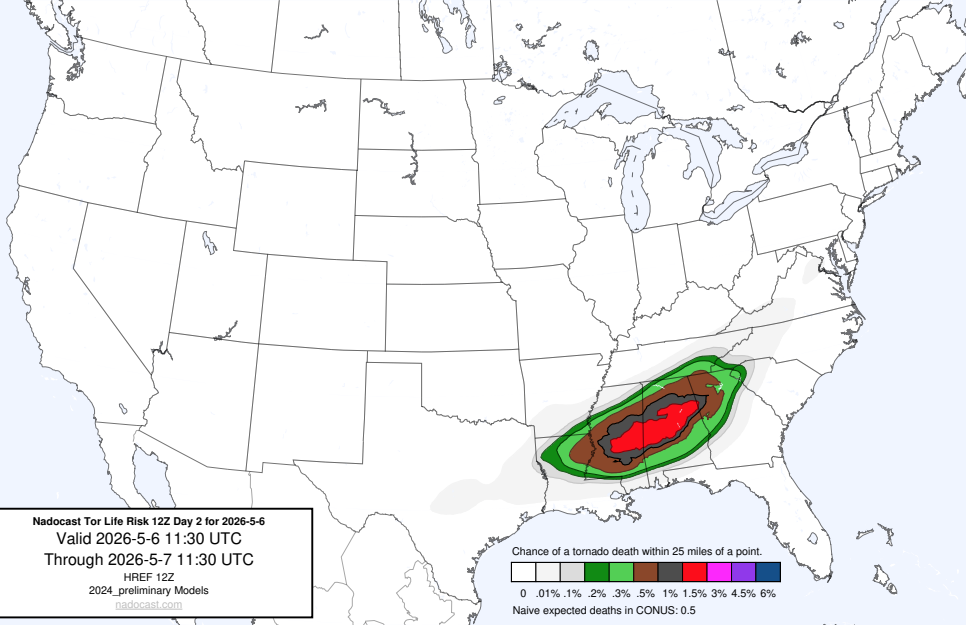 Nadocast Tor Life Risk 12Z Day 2 for 2026-5-6
Valid 2026-5-6 11:30 UTC
Through 2026-5-7 11:30 UTC
HREF 12Z
2024_preliminary Models
nadocast.com
Chance of a tornado death within 25 miles of a point.
0 .01% .1% .2% .3% .5% 1% 1.5% 3% 4.5% 6%
Naive expected deaths in CONUS: 0.5